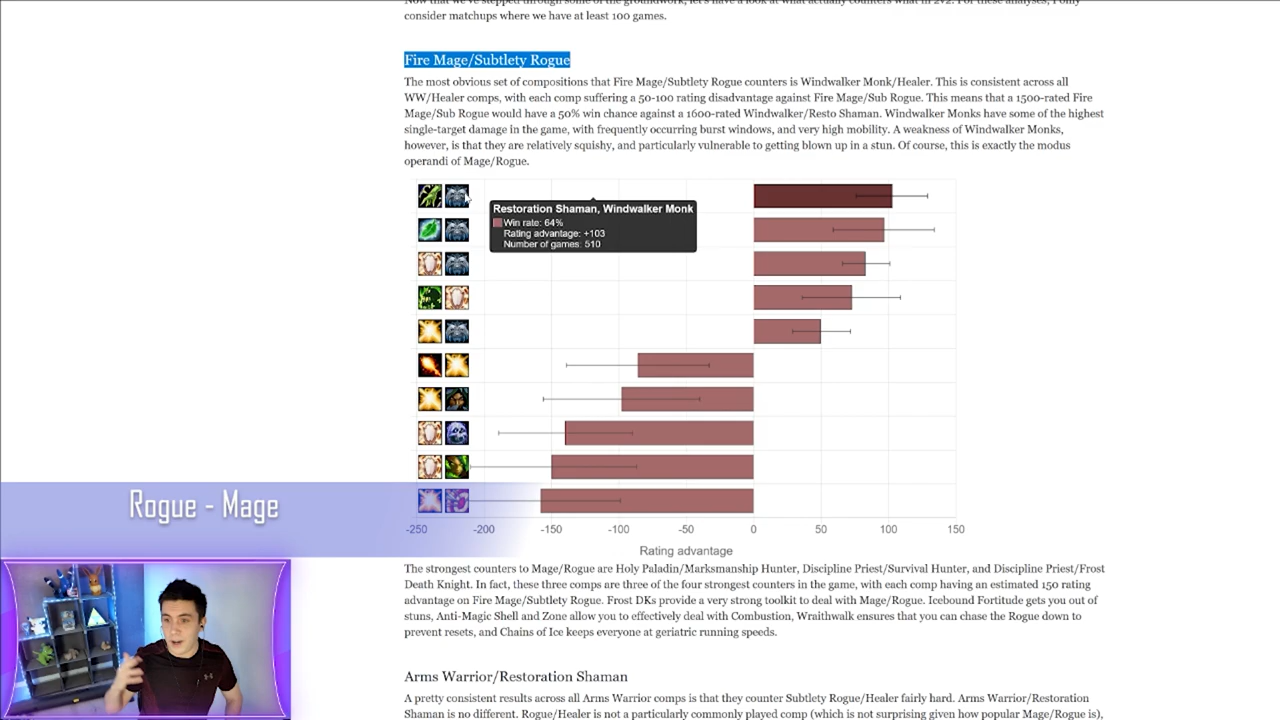 Now that we've stepped through some of the groundwork, let's have a look at what actually counters what in 2v2. For these analyses, I only
consider matchups where we have at least 100 games.
Fire Mage/Subtlety Rogue
The most obvious set of compositions that Fire Mage/Subtlety Rogue counters is Windwalker Monk/Healer. This is consistent across all
WW/Healer comps, with each comp suffering a 50-100 rating disadvantage against Fire Mage/Sub Rogue. This means that a 1500-rated Fire
Mage/Sub Rogue would have a 50% win chance against a 1600-rated Windwalker/Resto Shaman. Windwalker Monks have some of the highest
single-target damage in the game, with frequently occurring burst windows, and very high mobility. A weakness of Windwalker Monks,
however, is that they are relatively squishy, and particularly vulnerable to getting blown up in a stun. Of course, this is exactly the modus
operandi of Mage/Rogue.
Restoration Shaman, Windwalker Monk
Win rate: 64%
Rating advantage: +103
Number of games: 510
Rogue - Mage
-250 -200 -150 -100 -50 0 50 100 150
Rating advantage
The strongest counters to Mage/Rogue are Holy Paladin/Marksmanship Hunter, Discipline Priest/Survival Hunter, and Discipline Priest/Frost
Death Knight. In fact, these three comps are three of the four strongest counters in the game, with each comp having an estimated 150 rating
advantage on Fire Mage/Subtlety Rogue. Frost DKs provide a very strong toolkit to deal with Mage/Rogue. Icebound Fortitude gets you out of
stuns, Anti-Magic Shell and Zone allow you to effectively deal with Combustion, Wraithwalk ensures that you can chase the Rogue down to
prevent resets, and Chains of Ice keeps everyone at geriatric running speeds.
Arms Warrior/Restoration Shaman
A pretty consistent results across all Arms Warrior comps is that they counter Subtlety Rogue/Healer fairly hard. Arms Warrior/Restoration
Shaman is no different. Rogue/Healer is not a particularly commonly played comp (which is not surprising given how popular Mage/Rogue is),